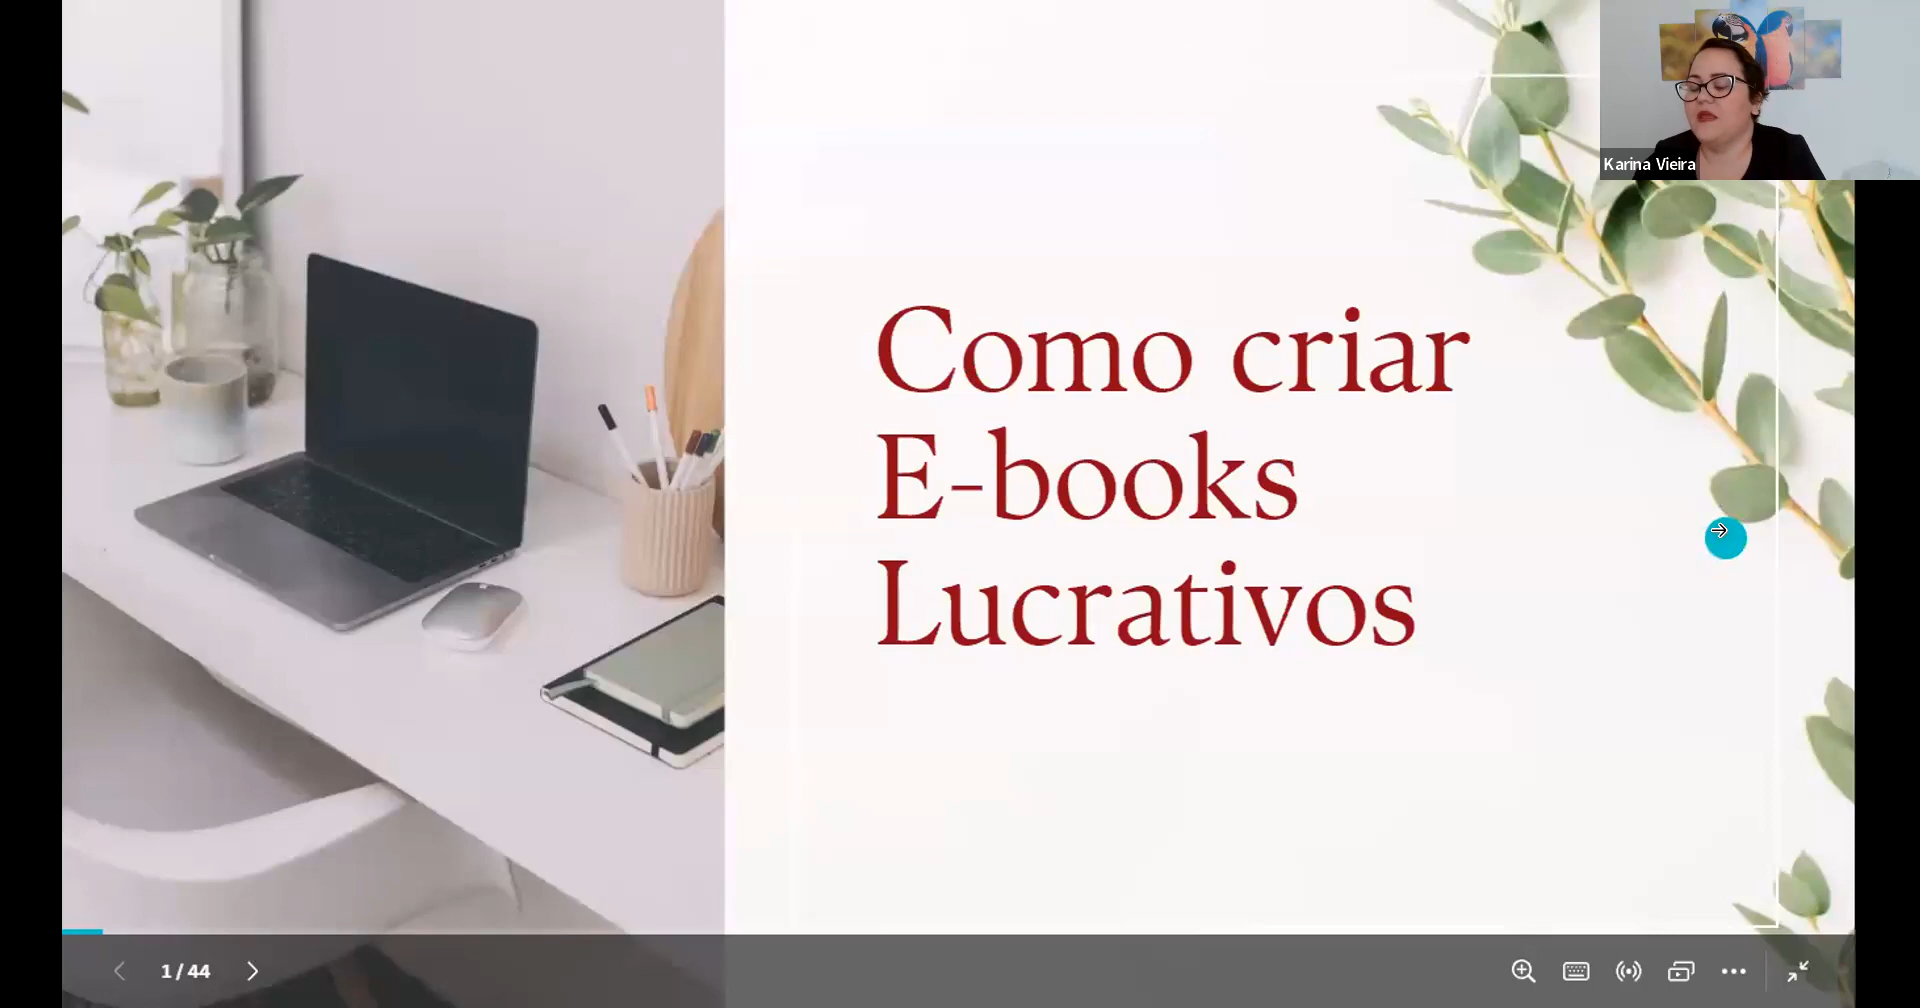 Karina Vieira
Como criar
E-books
Lucrativos
1 / 44